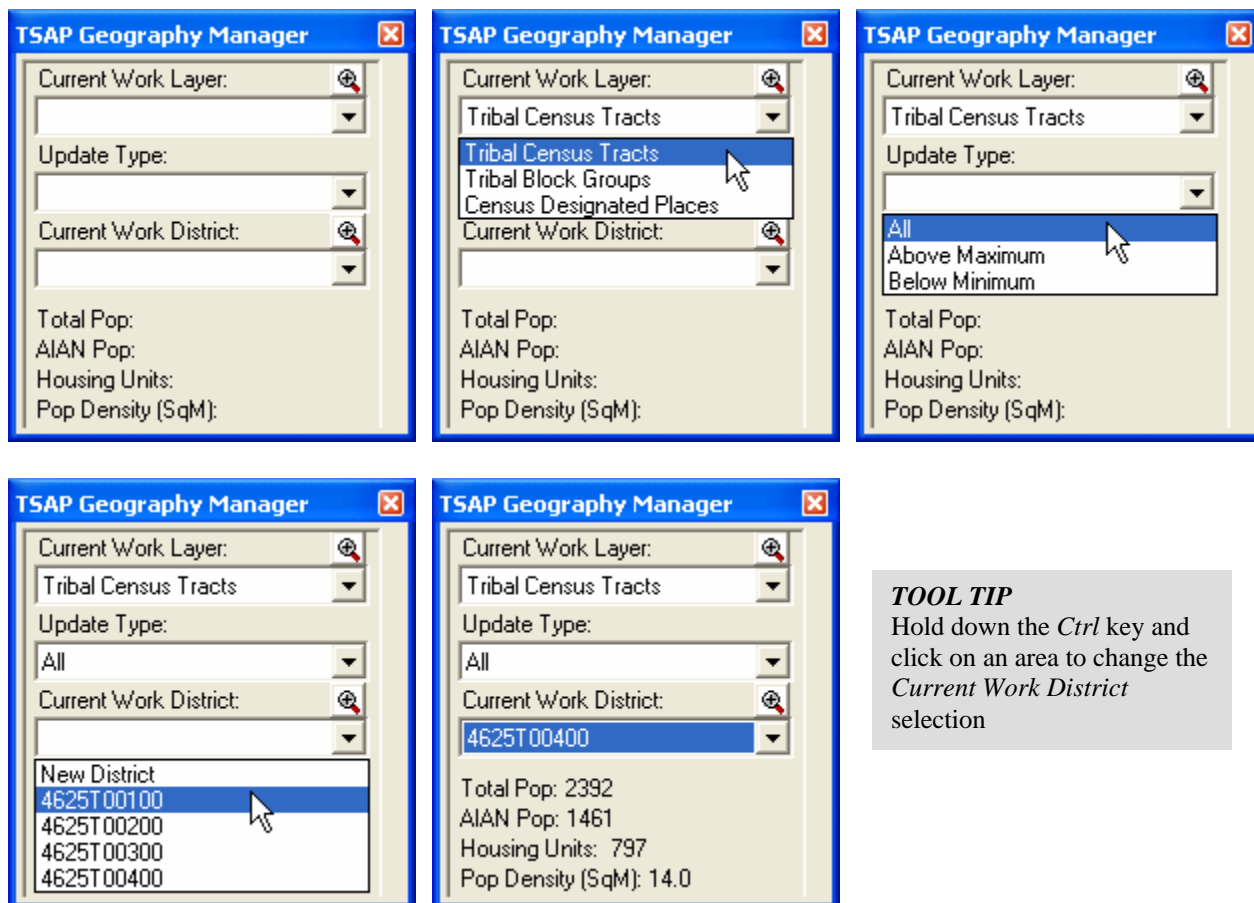 TSAP Geography Manager
Current Work Layer:
Update Type:
Current Work District:
Total Pop:
AIAN Pop:
Housing Units:
Pop Density (SqM):
TSAP Geography Manager
Current Work Layer:
Tribal Census Tracts
Tribal Census Tracts
Tribal Block Groups
Census Designated Places
Current Work District:
Total Pop:
AIAN Pop:
Housing Units:
Pop Density (SqM):
TSAP Geography Manager
Current Work Layer:
Tribal Census Tracts
Update Type:
All
Above Maximum
Below Minimum
Total Pop:
AIAN Pop:
Housing Units:
Pop Density (SqM):
TSAP Geography Manager
Current Work Layer:
Tribal Census Tracts
Update Type:
All
Current Work District:
New District
4625T00100
4625T00200
4625T00300
4625T00400
TSAP Geography Manager
Current Work Layer:
Tribal Census Tracts
Update Type:
All
Current Work District:
4625T00400
Total Pop: 2392
AIAN Pop: 1461
Housing Units: 797
Pop Density (SqM): 14.0
TOOL TIP
Hold down the Ctrl key and
click on an area to change the
Current Work District
selection